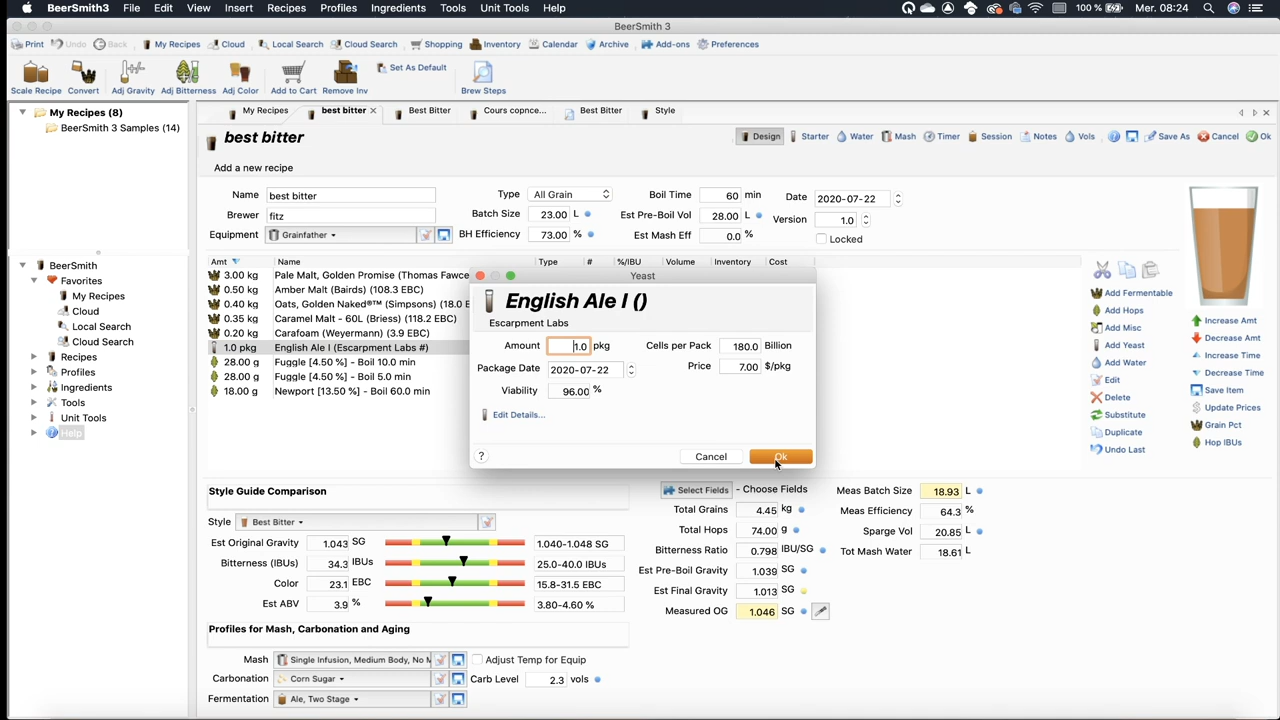 BeerSmith3 File Edit View Insert Ingredient Recipes Profiles Ingredients Tools Unit Tools Help 100 % Mer. 08:24
BeerSmith 3
Print Undo Back My Recipes Cloud Local Search Cloud Search Shopping Inventory Calendar Archive Add-ons Preferences
Set As Default
Scale Recipe Convert Adj Gravity Adj Bitterness Adj Color Add to Cart Remove Inv Brew Steps
My Recipes (8)
BeerSmith 3 Samples (14)
BeerSmith
Favorites
My Recipes
Cloud
Local Search
Cloud Search
Recipes
Profiles
Ingredients
Tools
Unit Tools
Help
My Recipes best bitter Best Bitter Cours copnce... Best Bitter Style
best bitter
Design Starter Water Mash Timer Session Notes Vols Save As Cancel Ok
Add a new recipe
Name best bitter Type All Grain Boil Time 60 min Date 2020-07-22
Brewer fitz Batch Size 23.00 L Est Pre-Boil Vol 28.00 L Version 1.0
Equipment Grainfather BH Efficiency 73.00 % Est Mash Eff 0.0 % Locked
Amt Name Type # %/IBU Volume Inventory Cost
3.00 kg Pale Malt, Golden Promise (Thomas Fawce
0.50 kg Amber Malt (Bairds) (108.3 EBC)
0.40 kg Oats, Golden Naked®™ (Simpsons) (18.0 E
0.35 kg Caramel Malt - 60L (Briess) (118.2 EBC)
0.20 kg Carafoam (Weyermann) (3.9 EBC)
1.0 pkg English Ale I (Escarpment Labs #)
28.00 g Fuggle [4.50 %] - Boil 10.0 min
28.00 g Fuggle [4.50 %] - Boil 5.0 min
18.00 g Newport [13.50 %] - Boil 60.0 min
Yeast
English Ale I ()
Escarpment Labs
Amount 1.0 pkg Cells per Pack 180.0 Billion
Package Date 2020-07-22 Price 7.00 $/pkg
Viability 96.00 %
Edit Details...
? Cancel Ok
Add Fermentable
Add Hops
Add Misc
Add Yeast
Add Water
Edit
Delete
Substitute
Duplicate
Undo Last
Increase Amt
Decrease Amt
Increase Time
Decrease Time
Save Item
Update Prices
Grain Pct
Hop IBUs
Style Guide Comparison
Style Best Bitter
Est Original Gravity 1.043 SG 1.040-1.048 SG
Bitterness (IBUs) 34.3 IBUs 25.0-40.0 IBUs
Color 23.1 EBC 15.8-31.5 EBC
Est ABV 3.9 % 3.80-4.60 %
Select Fields - Choose Fields
Total Grains 4.45 kg
Total Hops 74.00 g
Bitterness Ratio 0.798 IBU/SG
Est Pre-Boil Gravity 1.039 SG
Est Final Gravity 1.013 SG
Measured OG 1.046 SG
Meas Batch Size 18.93 L
Meas Efficiency 64.3 %
Sparge Vol 20.85 L
Tot Mash Water 18.61 L
Profiles for Mash, Carbonation and Aging
Mash Single Infusion, Medium Body, No M Adjust Temp for Equip
Carbonation Corn Sugar Carb Level 2.3 vols
Fermentation Ale, Two Stage